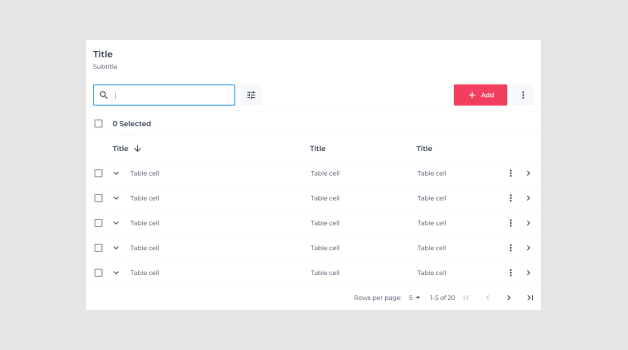 Title
Subtitle
Add
0 Selected
Title Title Title
Table cell Table cell Table cell
Table cell Table cell Table cell
Table cell Table cell Table cell
Table cell Table cell Table cell
Table cell Table cell Table cell
Rows per page: 5 1-5 of 20